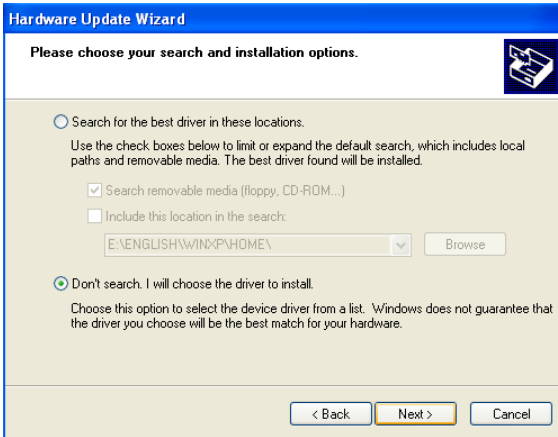 Hardware Update Wizard
Please choose your search and installation options.
Search for the best driver in these locations.
Use the check boxes below to limit or expand the default search, which includes local
paths and removable media. The best driver found will be installed.
Search removable media (floppy, CD-ROM...)
Include this location in the search:
E:\ENGLISH\WINXP\HOME\
Browse
Don't search. I will choose the driver to install.
Choose this option to select the device driver from a list. Windows does not guarantee that
the driver you choose will be the best match for your hardware.
< Back Next > Cancel